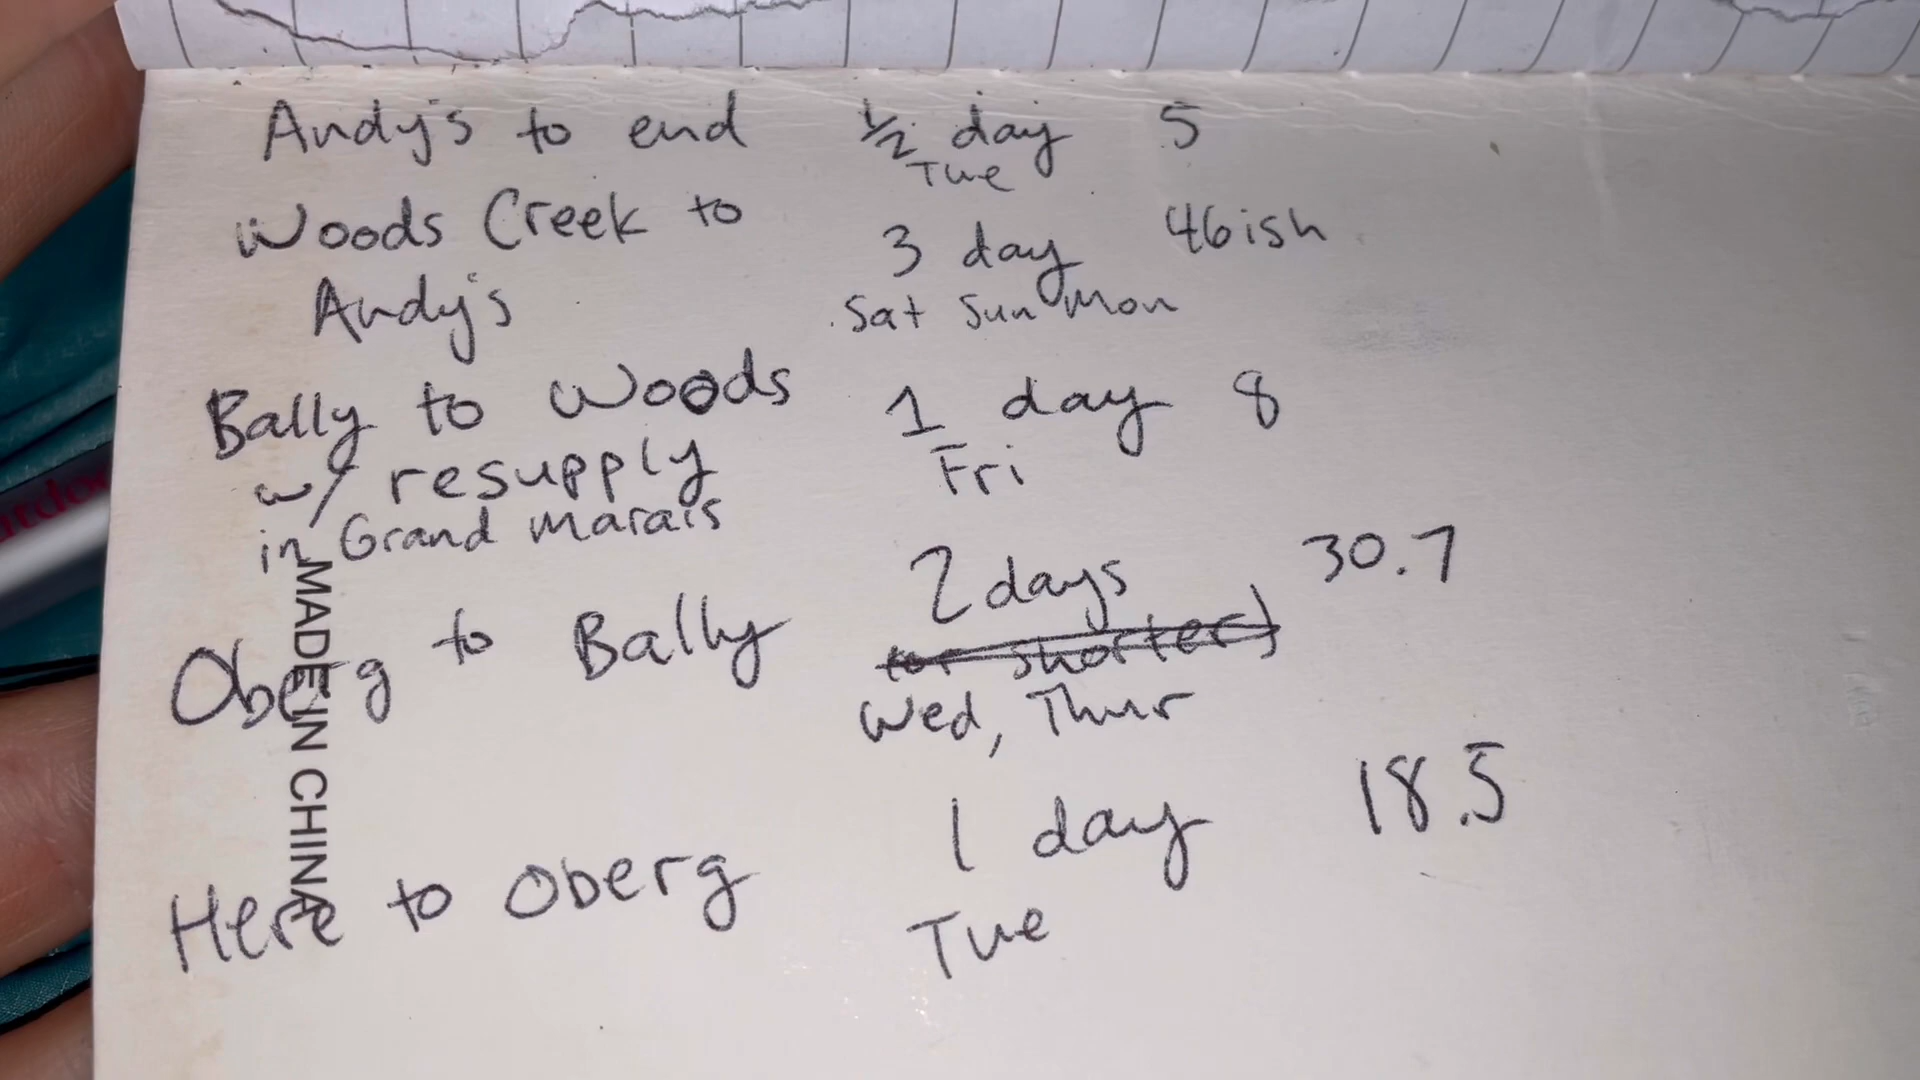 Andy's to end ½ day 5
Tue
Woods Creek to
Andy's
3 day 46ish
Sat Sun Mon
Bally to Woods 1 day 8
w/ resupply
in Grand Marais
Fri
Oberg to Bally
2 days 30.7
(or shorter)
Wed, Thur
Here to Oberg 1 day 18.5
Tue
MADE IN CHINA